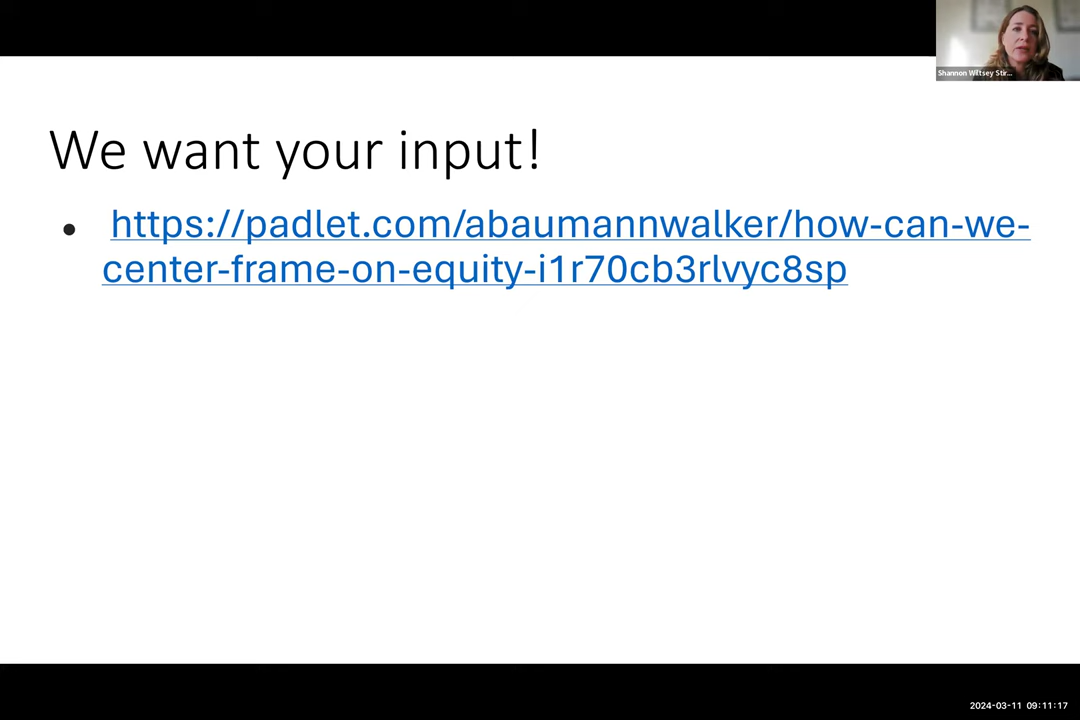 Shannon Wiltsey Stir...
We want your input!
• https://padlet.com/abaumannwalker/how-can-we-
center-frame-on-equity-i1r70cb3rlvyc8sp
2024-03-11 09:11:17